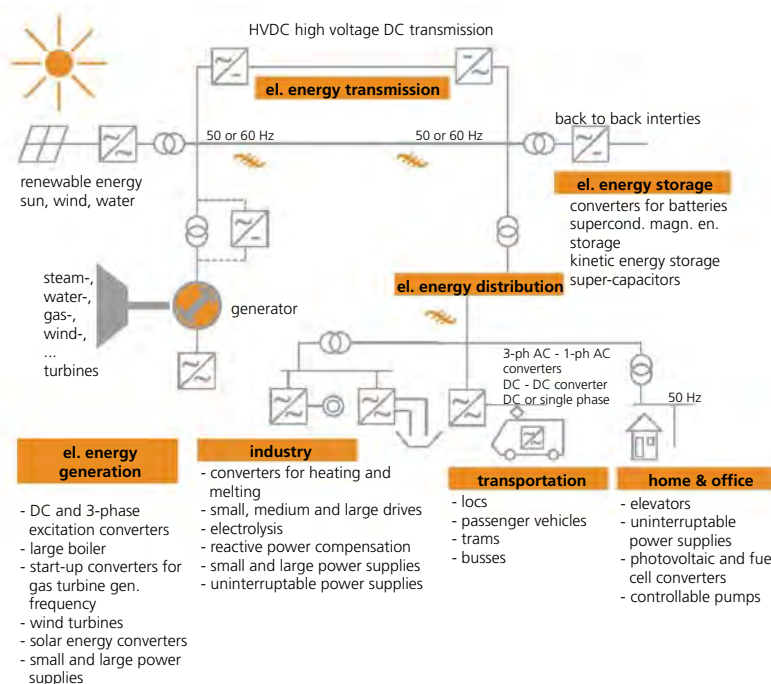 HVDC high voltage DC transmission
el. energy transmission
50 or 60 Hz
50 or 60 Hz
back to back interties
renewable energy
sun, wind, water
el. energy storage
converters for batteries
supercond. magn. en.
storage
kinetic energy storage
super-capacitors
steam-,
water-,
gas-,
wind-,
...
turbines
generator
el. energy distribution
3-ph AC - 1-ph AC
converters
DC - DC converter
DC or single phase
50 Hz
el. energy
generation
- DC and 3-phase
excitation converters
- large boiler
- start-up converters for
gas turbine gen.
frequency
- wind turbines
- solar energy converters
- small and large power
supplies
industry
- converters for heating and
melting
- small, medium and large drives
- electrolysis
- reactive power compensation
- small and large power supplies
- uninterruptable power supplies
transportation
- locs
- passenger vehicles
- trams
- busses
home & office
- elevators
- uninterruptable
power supplies
- photovoltaic and fue
cell converters
- controllable pumps